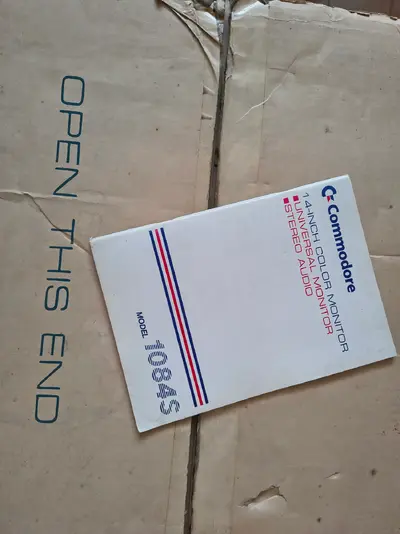 OPEN THIS END
Commodore
14-INCH COLOR MONITOR
UNIVERSAL MONITOR
STEREO AUDIO
MODEL 1084S